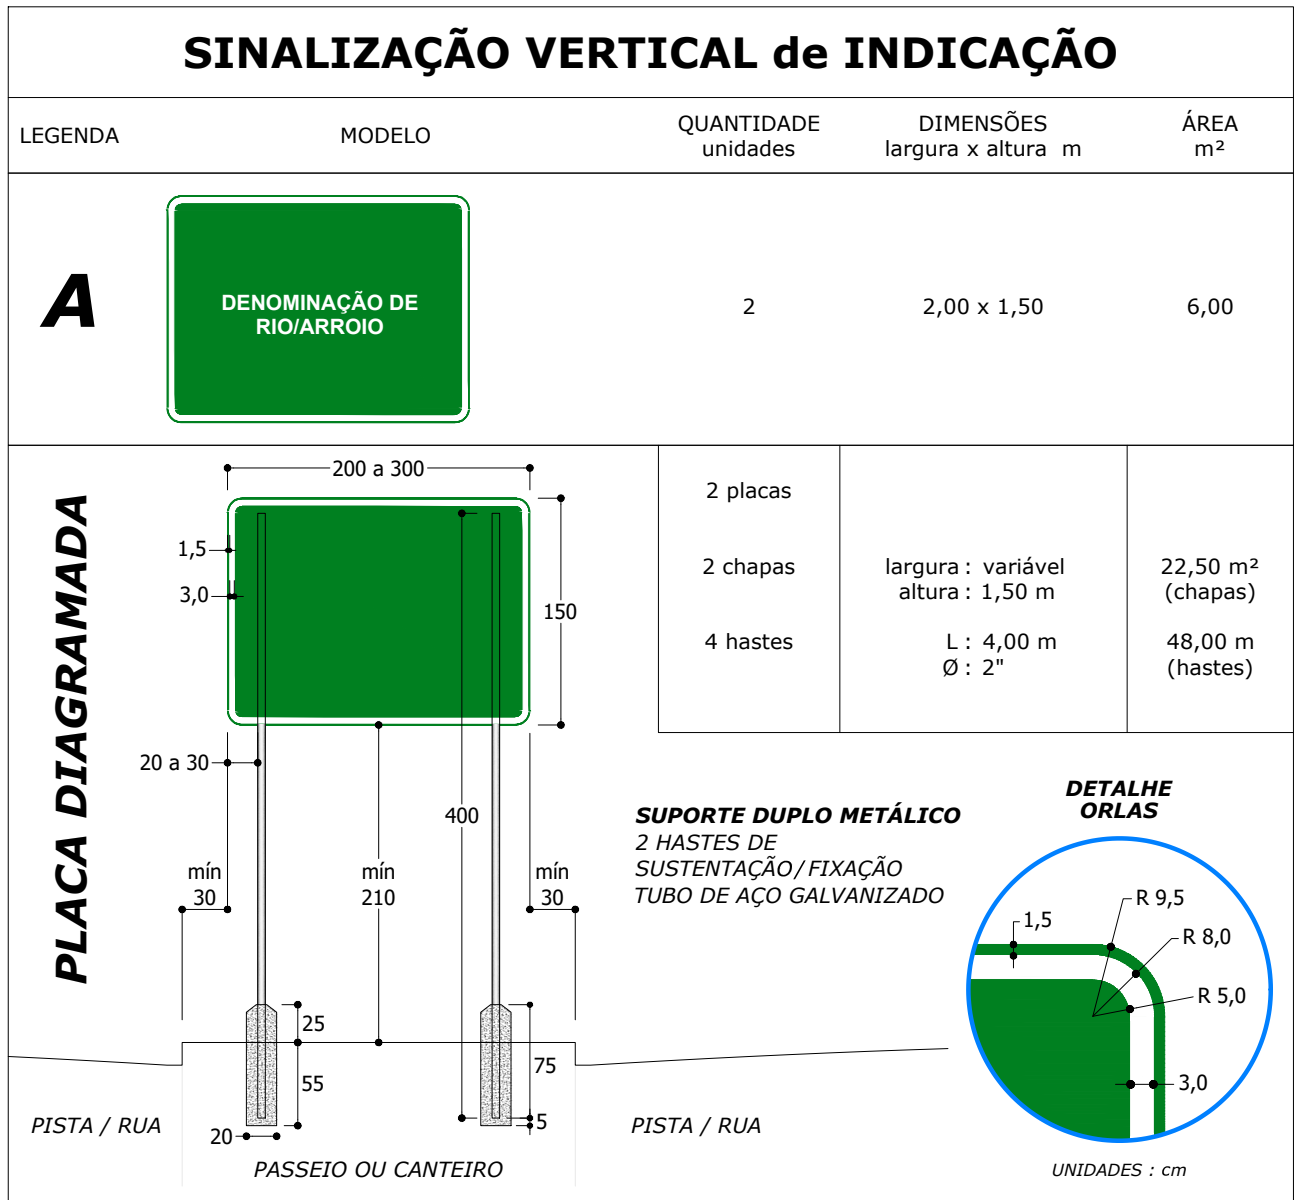 SINALIZAÇÃO VERTICAL de INDICAÇÃO
LEGENDA
MODELO
QUANTIDADE
unidades
DIMENSÕES
largura x altura m
ÁREA
m²
A
DENOMINAÇÃO DE
RIO/ARROIO
2
2,00 x 1,50
6,00
PLACA DIAGRAMADA
200 a 300
1,5
3,0
150
20 a 30
400
mín
30
mín
210
mín
30
25
55
75
5
20
PISTA / RUA
PASSEIO OU CANTEIRO
PISTA / RUA
2 placas
2 chapas
largura : variável
altura : 1,50 m
22,50 m²
(chapas)
4 hastes
L : 4,00 m
Ø : 2"
48,00 m
(hastes)
SUPORTE DUPLO METÁLICO
2 HASTES DE
SUSTENTAÇÃO/FIXAÇÃO
TUBO DE AÇO GALVANIZADO
DETALHE
ORLAS
1,5
R 9,5
R 8,0
R 5,0
3,0
UNIDADES : cm